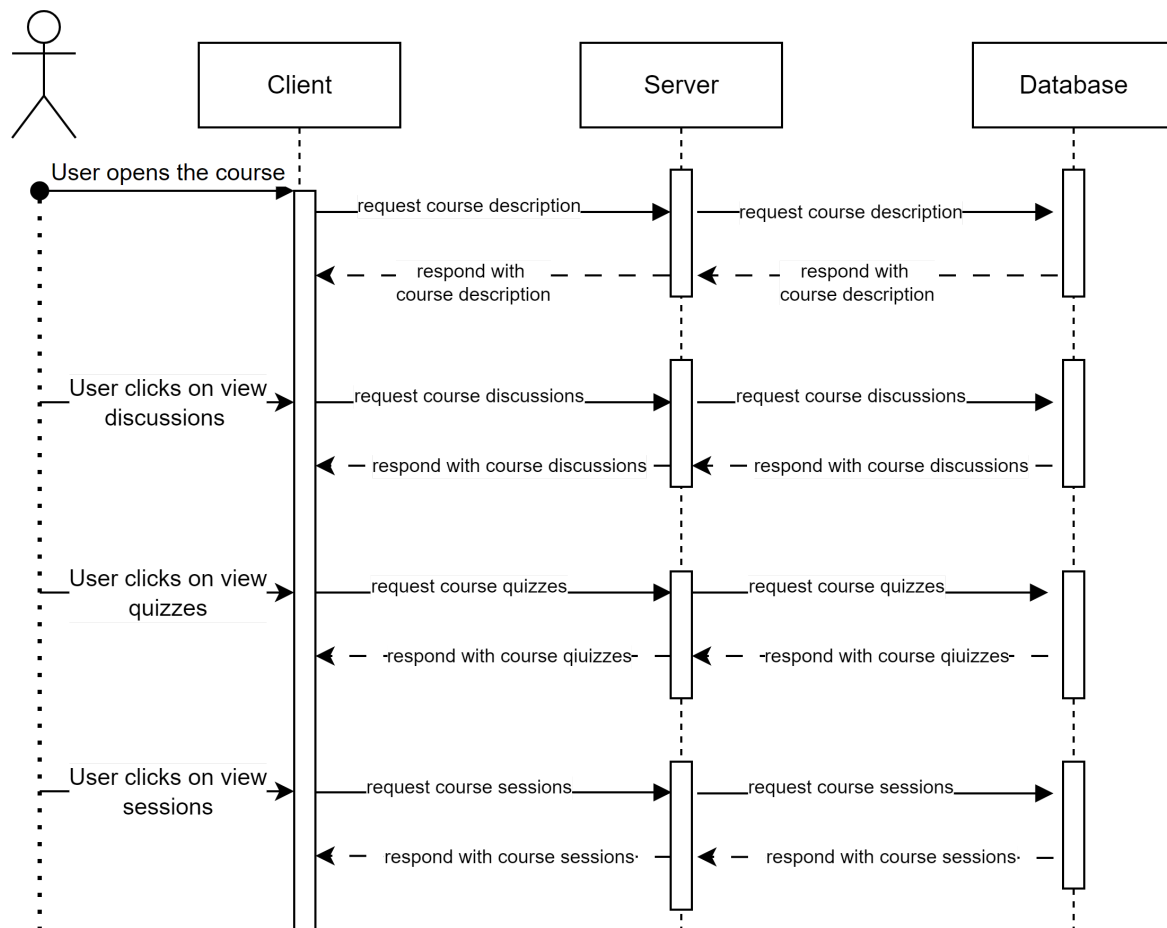 Client
Server
Database
User opens the course
request course description
request course description
respond with
course description
respond with
course description
User clicks on view
discussions
request course discussions
request course discussions
respond with course discussions
respond with course discussions
User clicks on view
quizzes
request course quizzes
request course quizzes
respond with course qiuizzes
respond with course qiuizzes
User clicks on view
sessions
request course sessions
request course sessions
respond with course sessions
respond with course sessions